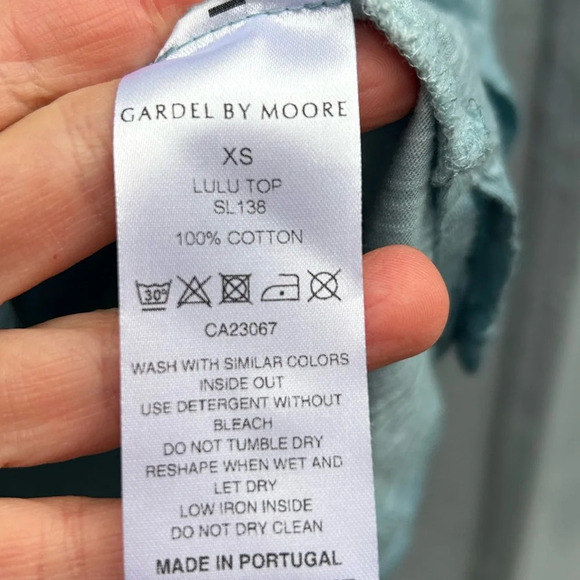 GARDEL BY MOORE
XS
LULU TOP
SL138
100% COTTON
30°
CA23067
WASH WITH SIMILAR COLORS
INSIDE OUT
USE DETERGENT WITHOUT
BLEACH
DO NOT TUMBLE DRY
RESHAPE WHEN WET AND
LET DRY
LOW IRON INSIDE
DO NOT DRY CLEAN
MADE IN PORTUGAL